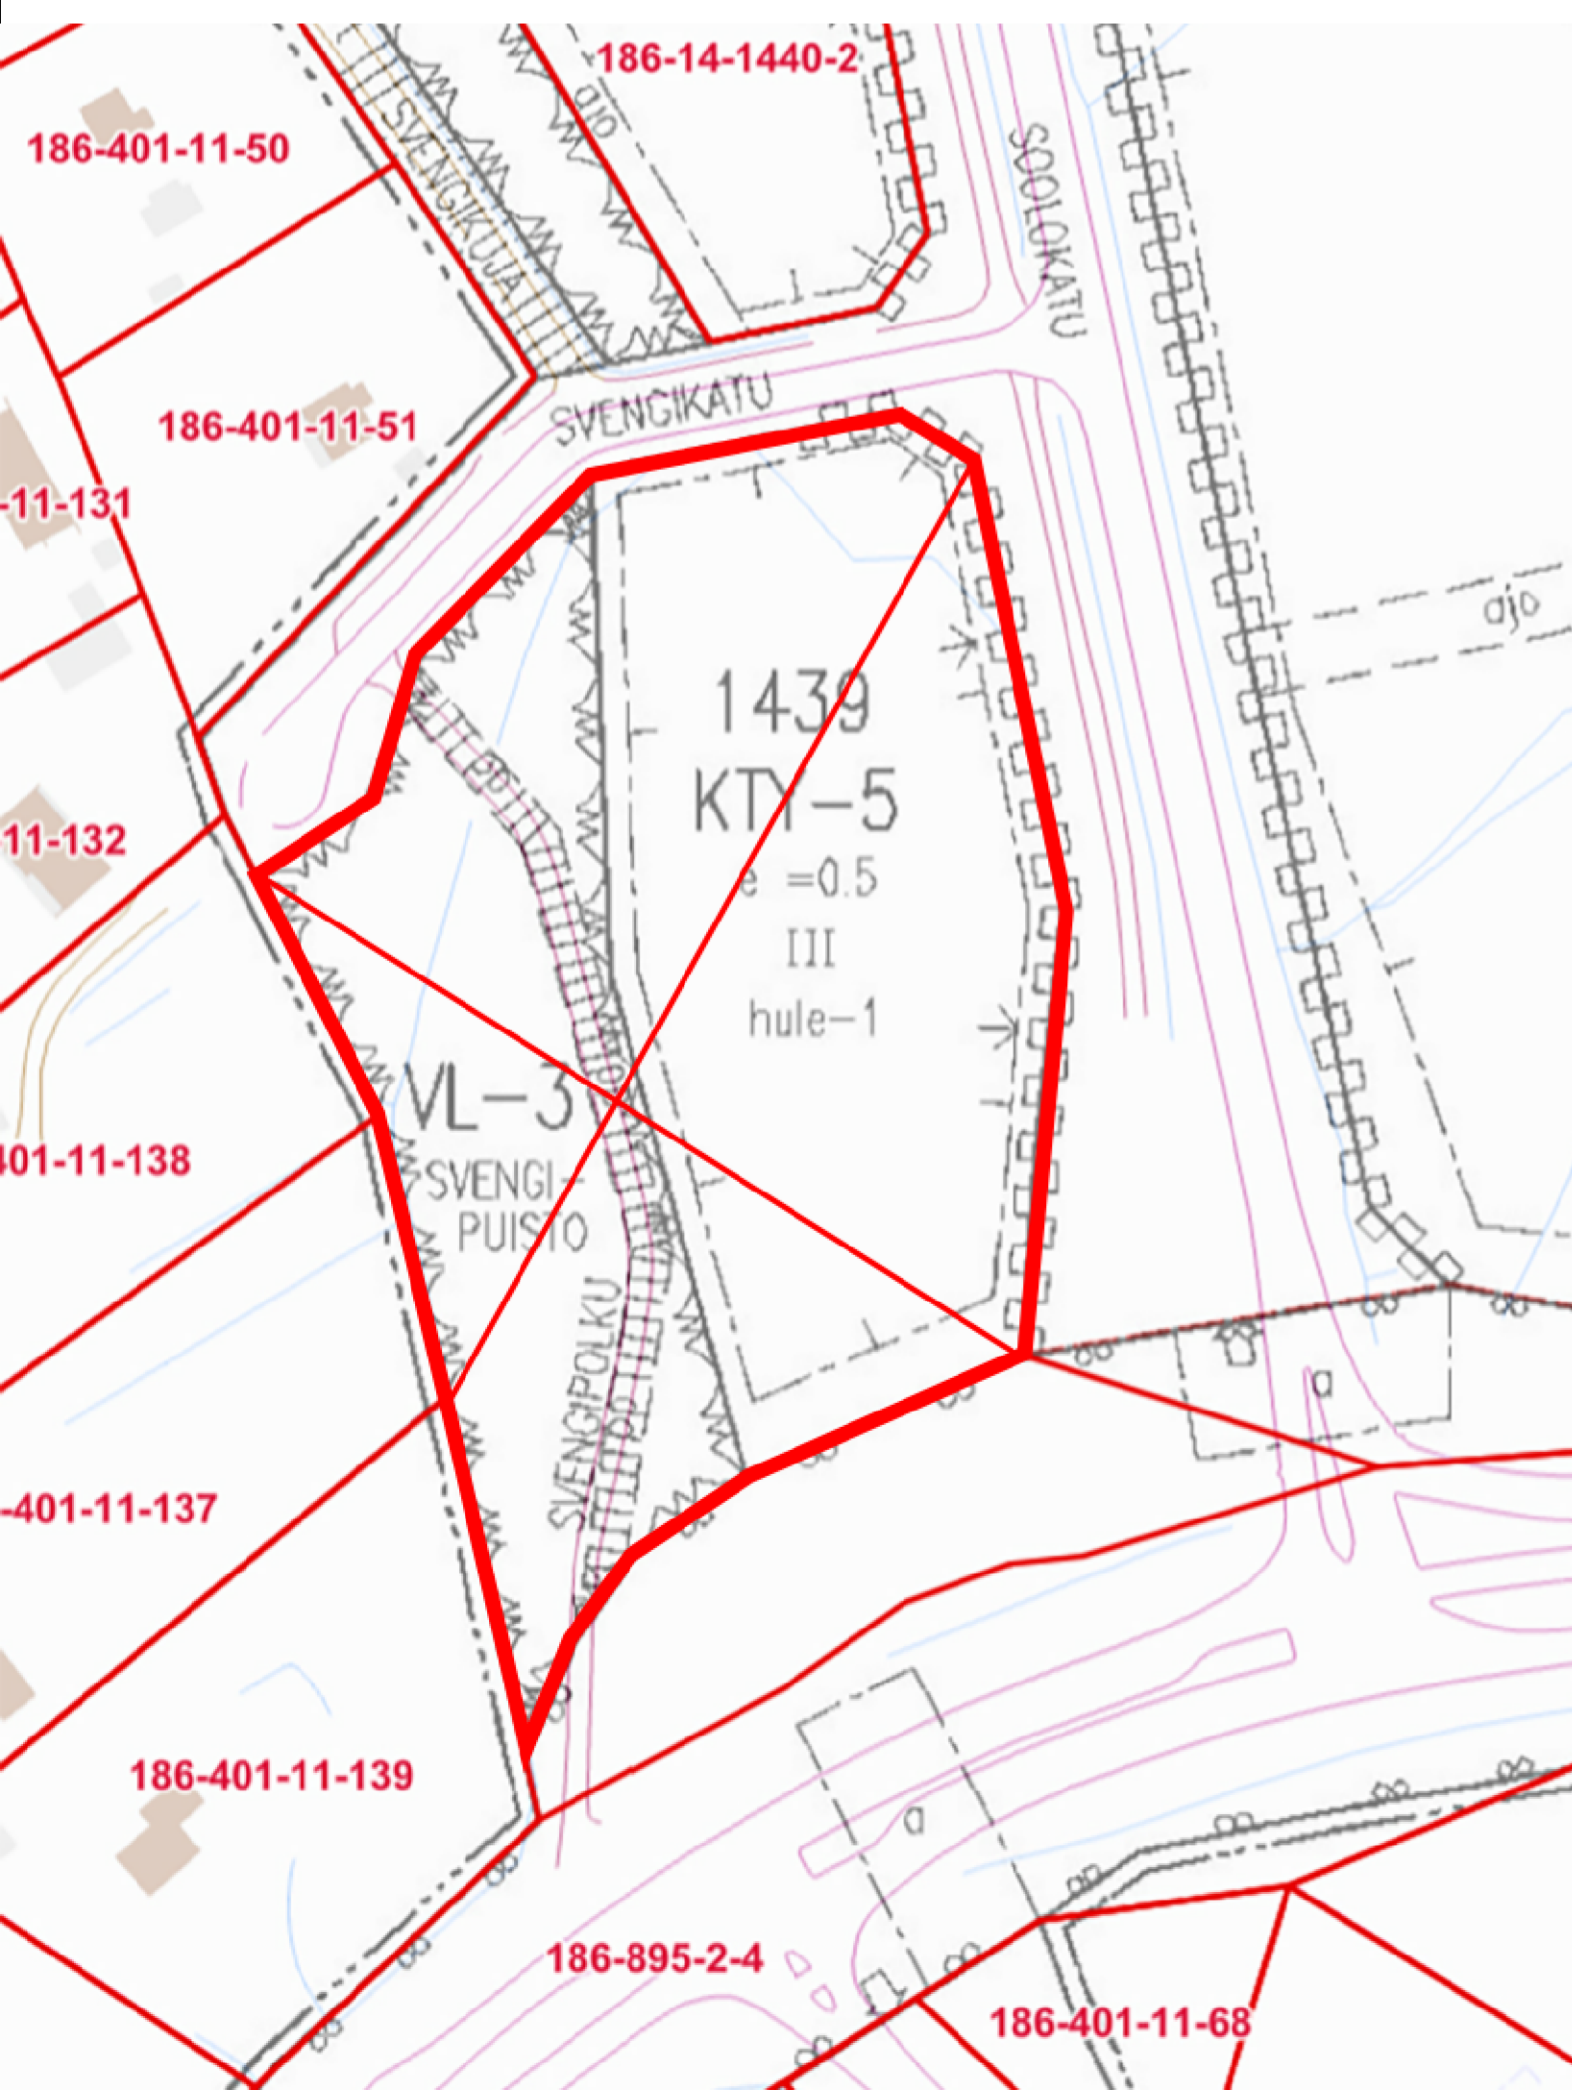 186-14-1440-2
ajo
186-401-11-50
SVENGIKUJA
SOOLOKATU
SVENGIKATU
186-401-11-51
-11-131
ajo
1439
KTY-5
e =0.5
III
hule-1
11-132
VL-3
SVENGI-
PUISTO
401-11-138
SVENGIPOLKU
a
-401-11-137
186-401-11-139
a
186-895-2-4
186-401-11-68